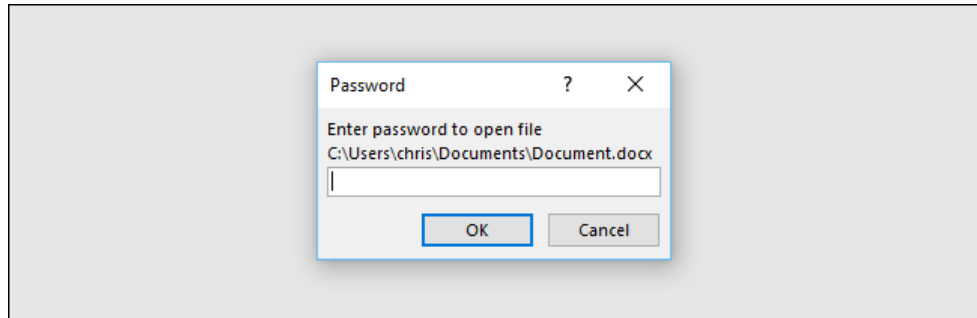 Password ?
Enter password to open file
C:\Users\chris\Documents\Document.docx
OK Cancel